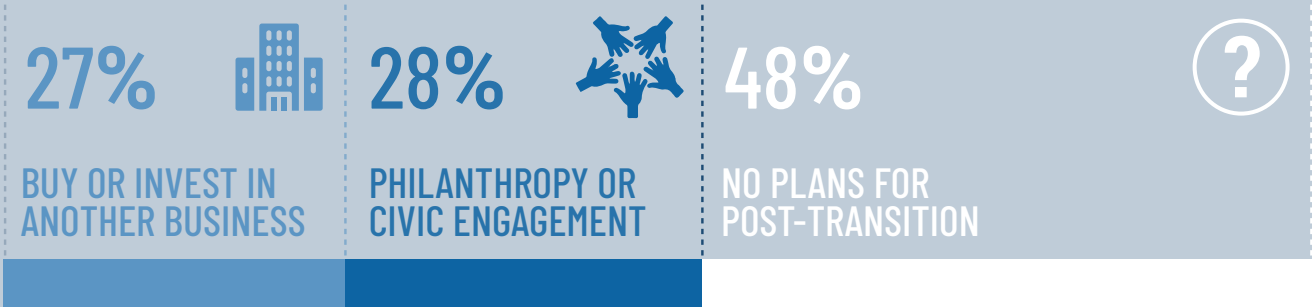 27%
BUY OR INVEST IN
ANOTHER BUSINESS
28%
PHILANTHROPY OR
CIVIC ENGAGEMENT
48%
?
NO PLANS FOR
POST-TRANSITION